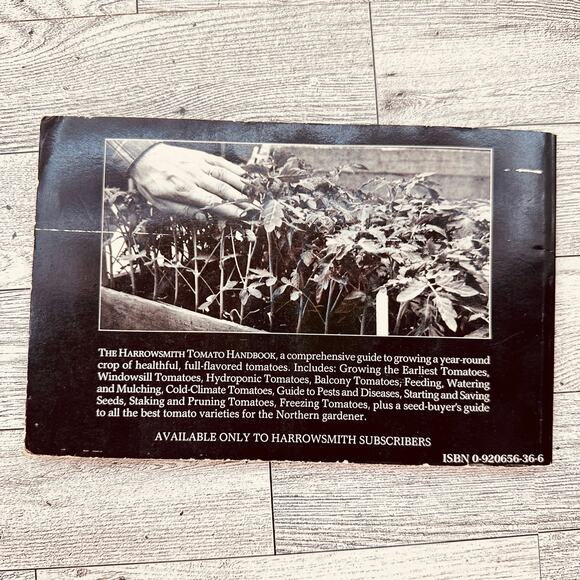 THE HARROWSMITH TOMATO HANDBOOK, a comprehensive guide to growing a year-round
crop of healthful, full-flavored tomatoes. Includes: Growing the Earliest Tomatoes,
Windowsill Tomatoes, Hydroponic Tomatoes, Balcony Tomatoes, Feeding, Watering
and Mulching, Cold-Climate Tomatoes, Guide to Pests and Diseases, Starting and Saving
Seeds, Staking and Pruning Tomatoes, Freezing Tomatoes, plus a seed-buyer's guide
to all the best tomato varieties for the Northern gardener.
AVAILABLE ONLY TO HARROWSMITH SUBSCRIBERS
ISBN 0-920656-36-6